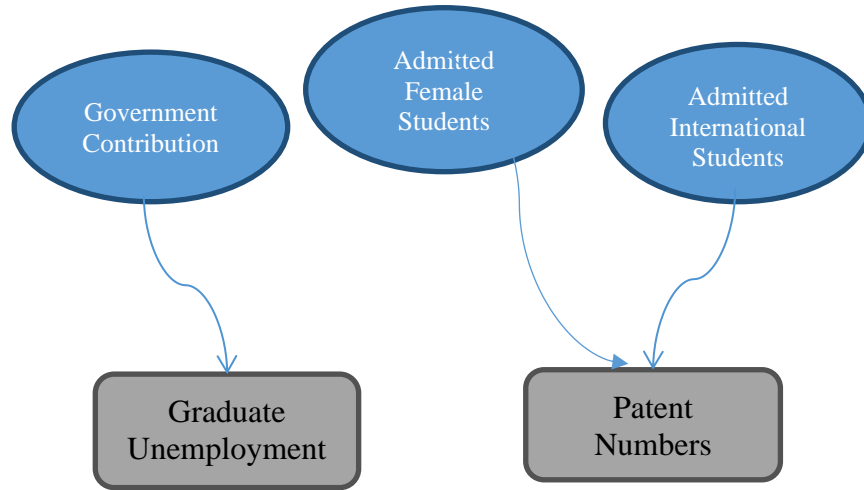 Government
Contribution
Admitted
Female
Students
Admitted
International
Students
Graduate
Unemployment
Patent
Numbers